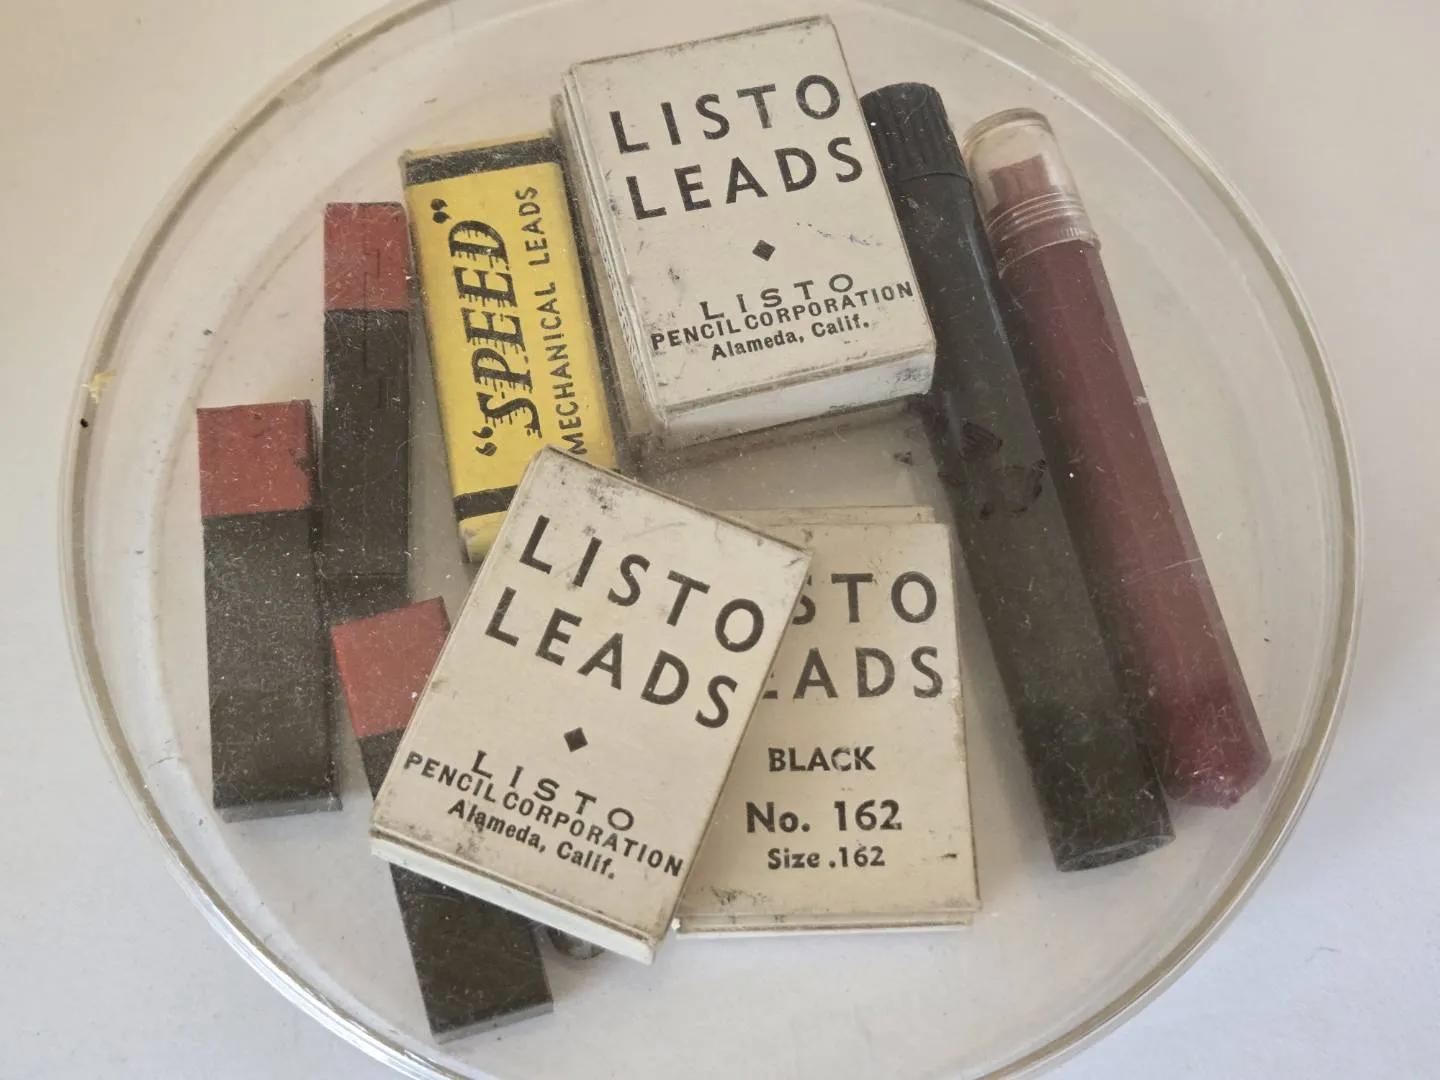 LISTO
LEADS
LISTO
PENCIL CORPORATION
Alameda, Calif.
"SPEED"
MECHANICAL LEADS
LISTO
LEADS
LISTO
PENCIL CORPORATION
Alameda, Calif.
STO
EADS
BLACK
No. 162
Size .162